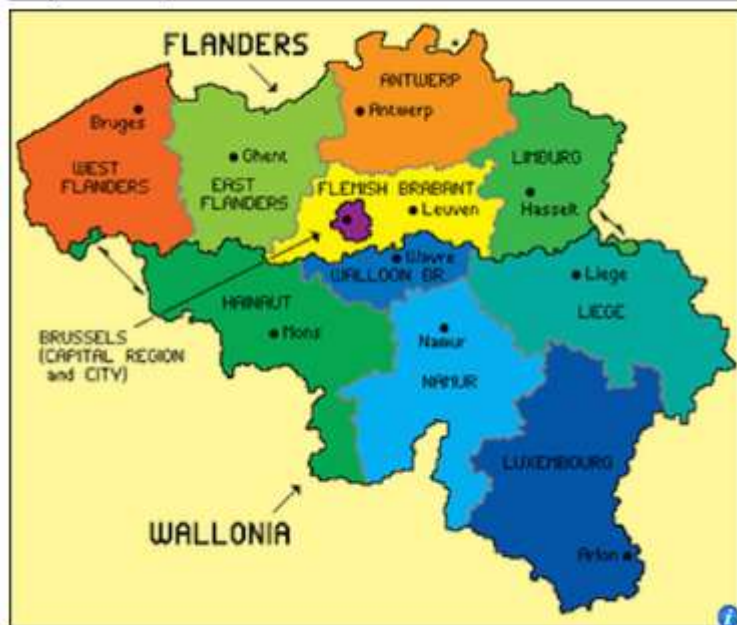 FLANDERS
ANTWERP
Antwerp
Bruges
WEST
FLANDERS
Ghent
EAST
FLANDERS
LIMBURG
Hasselt
FLEMISH BRABANT
Leuven
Wavre
WALLOON BR.
Liege
LIEGE
HAINAUT
Mons
BRUSSELS
(CAPITAL REGION
and CITY)
Namur
NAMUR
LUXEMBOURG
Arlon
WALLONIA
i